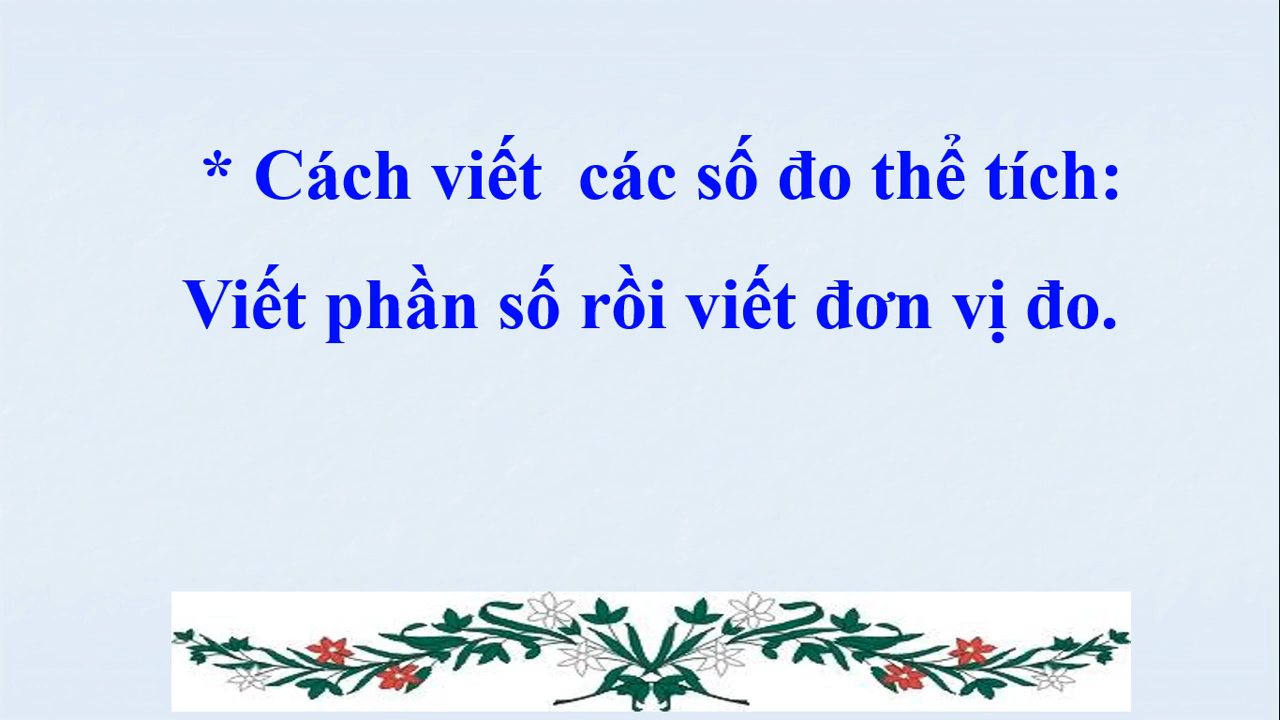 * Cách viết các số đo thể tích:
Viết phần số rồi viết đơn vị đo.